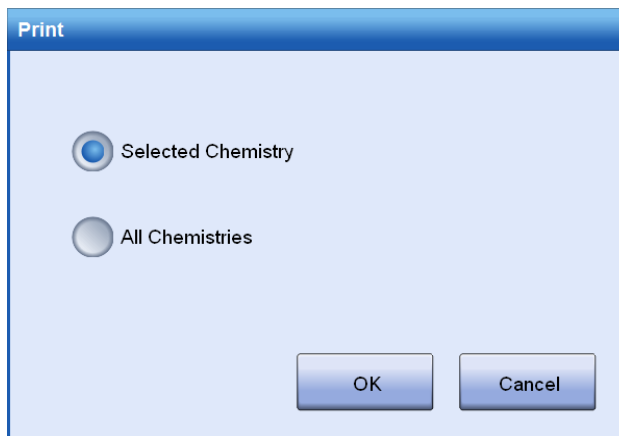 Print
Selected Chemistry
All Chemistries
OK
Cancel